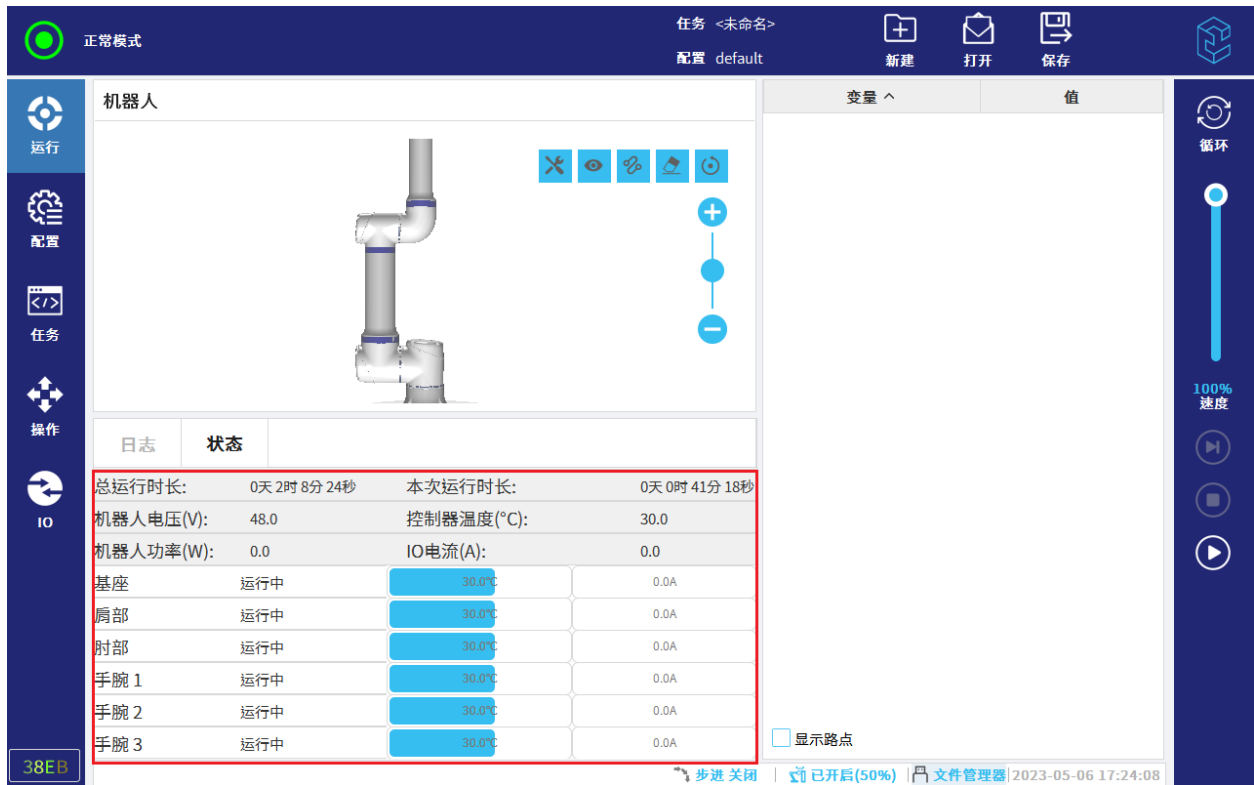 正常模式
任务 <未命名>
配置 default
新建 打开 保存
运行
配置
任务
操作
IO
38EB
机器人
日志 状态
总运行时长: 0天 2时 8分 24秒 本次运行时长: 0天 0时 41分 18秒
机器人电压(V): 48.0 控制器温度(°C): 30.0
机器人功率(W): 0.0 IO电流(A): 0.0
基座 运行中 30.0°C 0.0A
肩部 运行中 30.0°C 0.0A
肘部 运行中 30.0°C 0.0A
手腕 1 运行中 30.0°C 0.0A
手腕 2 运行中 30.0°C 0.0A
手腕 3 运行中 30.0°C 0.0A
变量 值
显示路点
循环
100%
速度
步进 关闭 | 已开启(50%) | 文件管理器 | 2023-05-06 17:24:08